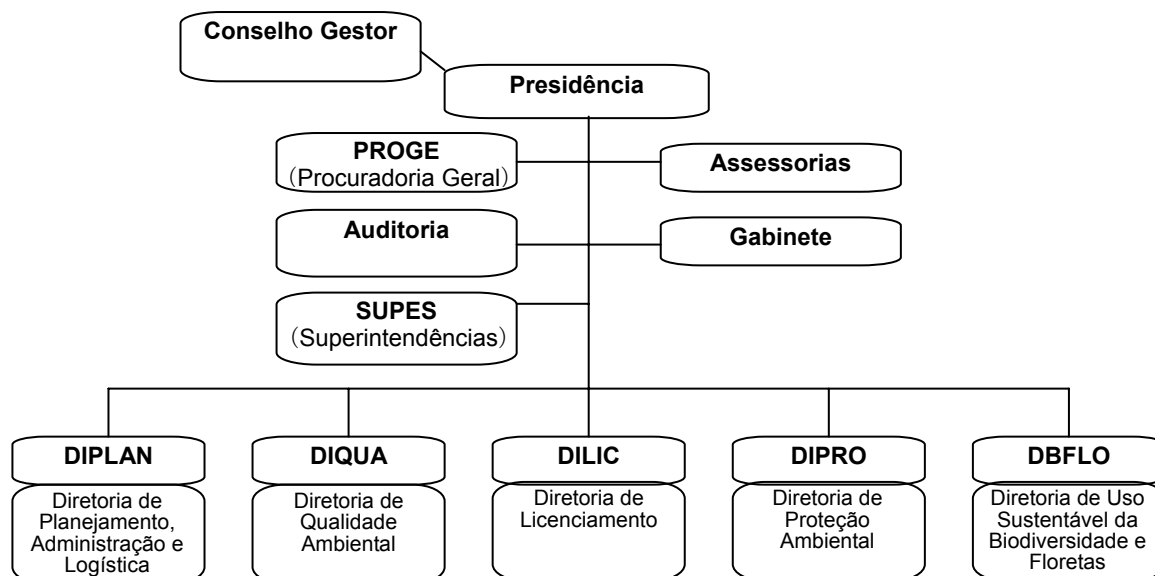 Conselho Gestor
Presidência
PROGE
(Procuradoria Geral)
Assessorias
Auditoria
Gabinete
SUPES
(Superintendências)
DIPLAN
Diretoria de
Planejamento,
Administração e
Logística
DIQUA
Diretoria de
Qualidade
Ambiental
DILIC
Diretoria de
Licenciamento
DIPRO
Diretoria de
Proteção
Ambiental
DBFLO
Diretoria de Uso
Sustentável da
Biodiversidade e
Floretas